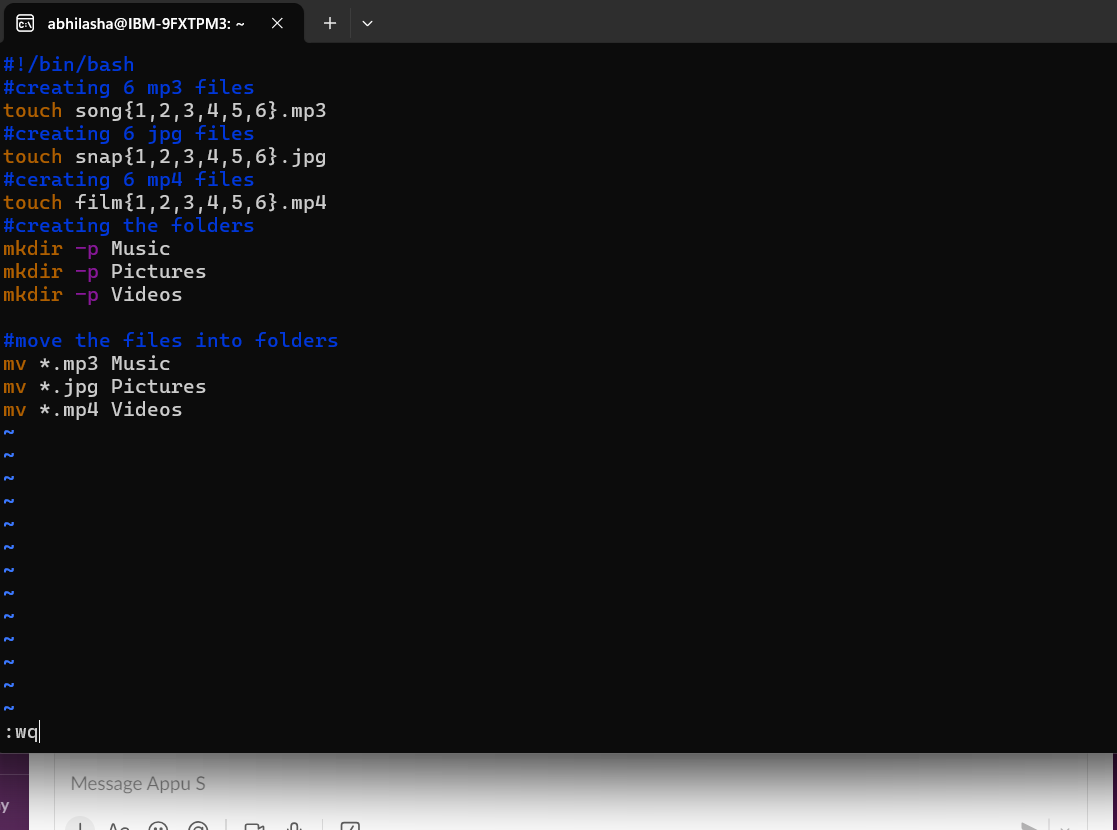 abhilasha@IBM-9FXTPM3: ~
#!/bin/bash
#creating 6 mp3 files
touch song{1,2,3,4,5,6}.mp3
#creating 6 jpg files
touch snap{1,2,3,4,5,6}.jpg
#cerating 6 mp4 files
touch film{1,2,3,4,5,6}.mp4
#creating the folders
mkdir -p Music
mkdir -p Pictures
mkdir -p Videos

#move the files into folders
mv *.mp3 Music
mv *.jpg Pictures
mv *.mp4 Videos
~
~
~
~
~
~
~
~
~
~
~
~
~
:wq
Message Appu S